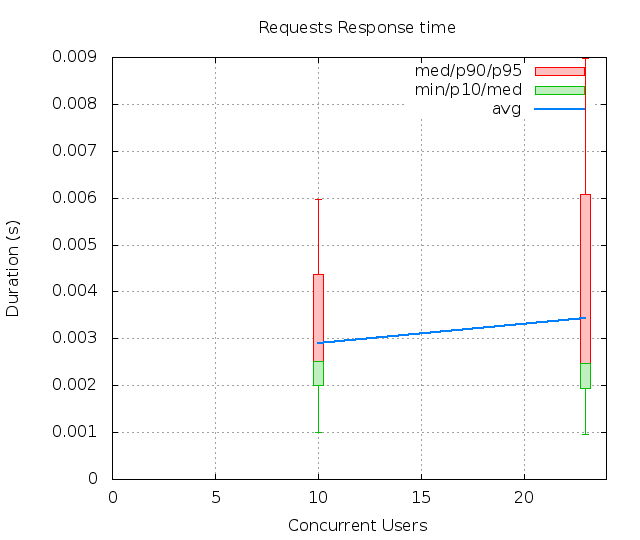 Requests Response time
0.009
0.008
0.007
0.006
0.005
0.004
0.003
0.002
0.001
0
Duration (s)
med/p90/p95
min/p10/med
avg
0 5 10 15 20
Concurrent Users